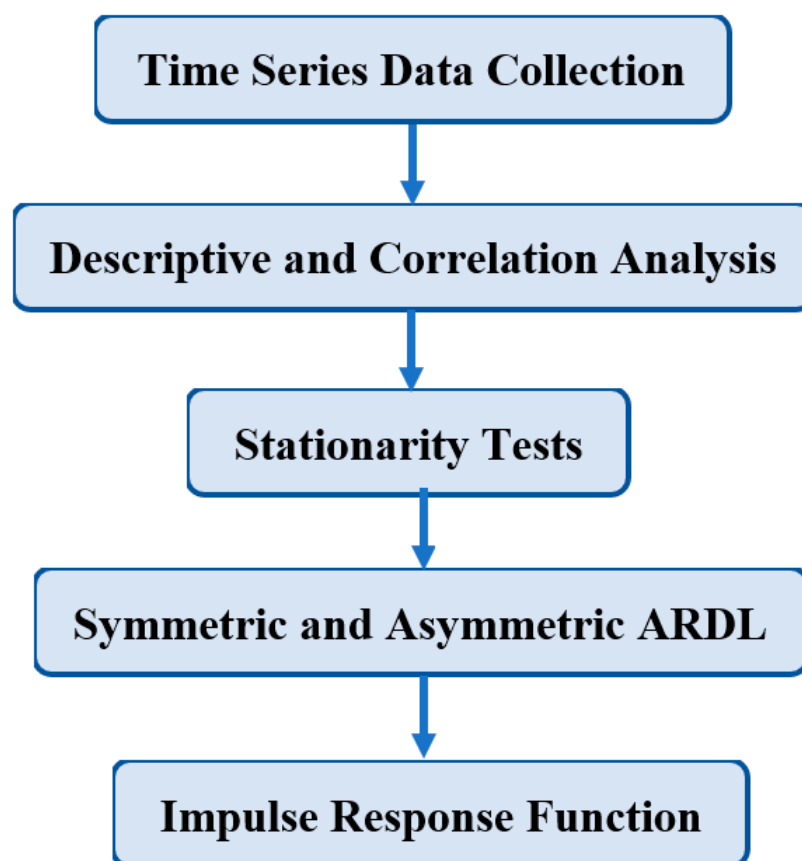 Time Series Data Collection
Descriptive and Correlation Analysis
Stationarity Tests
Symmetric and Asymmetric ARDL
Impulse Response Function